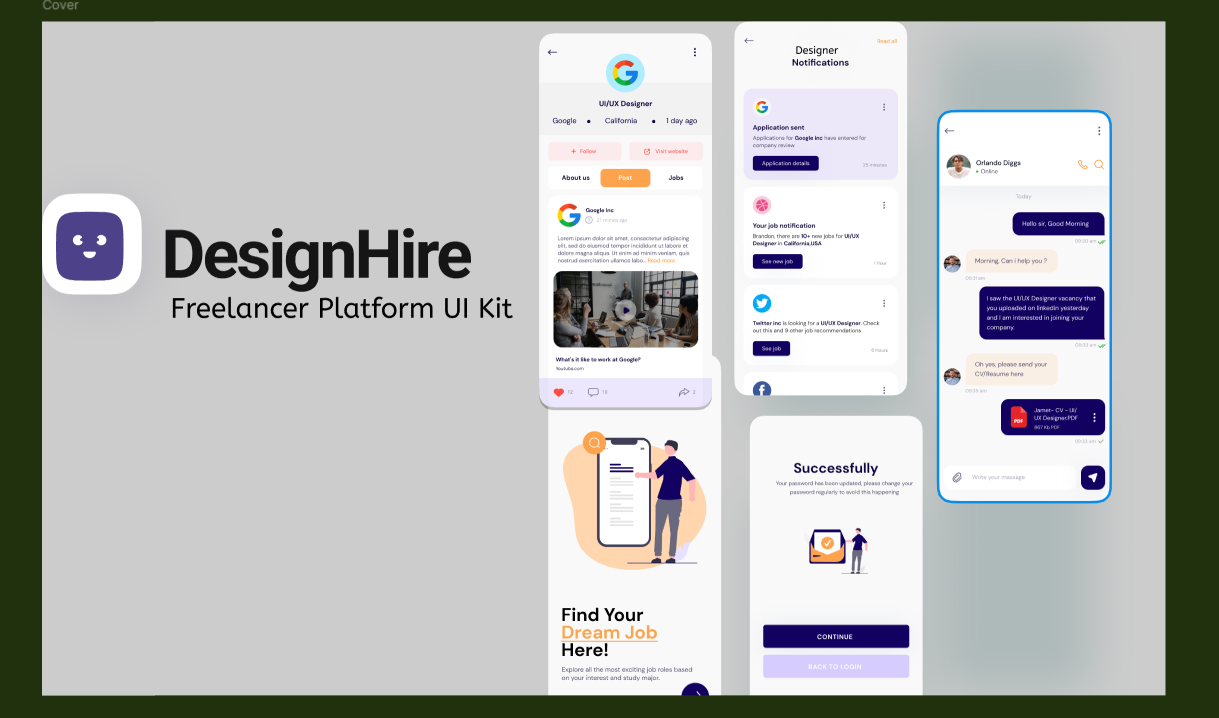 Cover
DesignHire
Freelancer Platform UI Kit
UI/UX Designer
Google • California • 1 day ago
+ Follow
Visit website
About us
Post
Jobs
Google Inc
21 minuts ago
Lorem ipsum dolor sit amet, consectetur adipiscing
elit, sed do eiusmod tempor incididunt ut labore et
dolore magna aliqua. Ut enim ad minim veniam, quis
nostrud exercitation ullamco labo... Read more
What's it like to work at Google?
Youtube.com
12
10
2
Find Your
Dream Job
Here!
Explore all the most exciting job roles based
on your interest and study major.
Read all
Designer
Notifications
Application sent
Applications for Google Inc have entered for
company review
Application details
25 minutes
Your job notification
Brandon, there are 10+ new jobs for UI/UX
Designer in California,USA
See new job
1 Hour
Twitter inc is looking for a UI/UX Designer. Check
out this and 9 other job recommendations
See job
6 Hours
Successfully
Your password has been updated, please change your
password regularly to avoid this happening
CONTINUE
BACK TO LOGIN
Orlando Diggs
• Online
Today
Hello sir, Good Morning
09:30 am
Morning, Can i help you ?
09:31 am
I saw the UI/UX Designer vacancy that
you uploaded on linkedin yesterday
and I am interested in joining your
company.
09:33 am
Oh yes, please send your
CV/Resume here
09:35 am
PDF
Jamet- CV - UI/
UX Designer.PDF
867 Kb PDF
Write your message